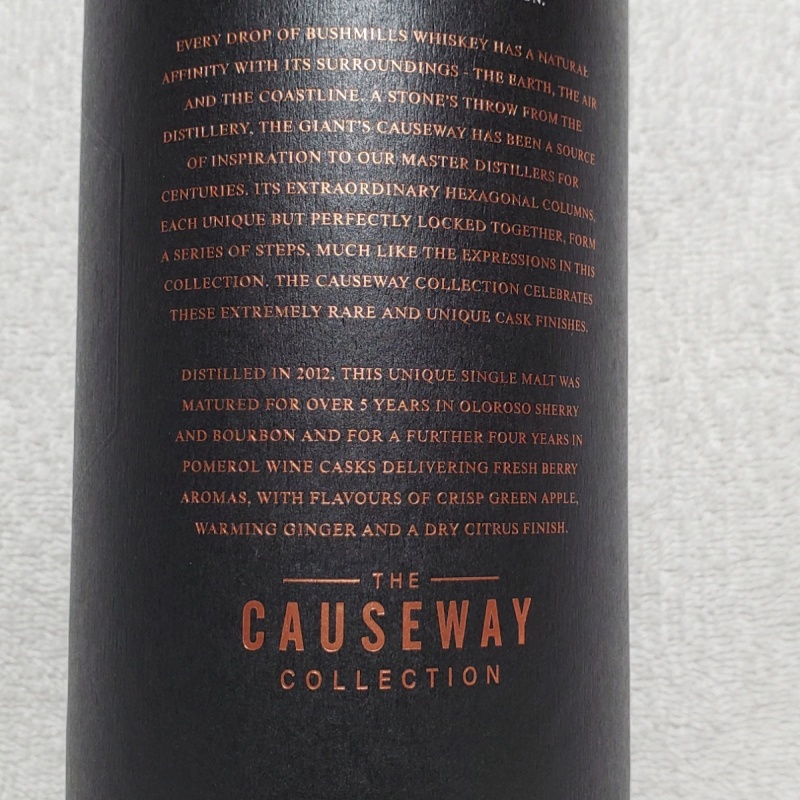 EVERY DROP OF BUSHMILLS WHISKEY HAS A NATURAL
AFFINITY WITH ITS SURROUNDINGS - THE EARTH, THE AIR
AND THE COASTLINE. A STONE'S THROW FROM THE
DISTILLERY, THE GIANT'S CAUSEWAY HAS BEEN A SOURCE
OF INSPIRATION TO OUR MASTER DISTILLERS FOR
CENTURIES. ITS EXTRAORDINARY HEXAGONAL COLUMNS,
EACH UNIQUE BUT PERFECTLY LOCKED TOGETHER, FORM
A SERIES OF STEPS, MUCH LIKE THE EXPRESSIONS IN THIS
COLLECTION. THE CAUSEWAY COLLECTION CELEBRATES
THESE EXTREMELY RARE AND UNIQUE CASK FINISHES.
DISTILLED IN 2012, THIS UNIQUE SINGLE MALT WAS
MATURED FOR OVER 5 YEARS IN OLOROSO SHERRY
AND BOURBON AND FOR A FURTHER FOUR YEARS IN
POMEROL WINE CASKS DELIVERING FRESH BERRY
AROMAS, WITH FLAVOURS OF CRISP GREEN APPLE,
WARMING GINGER AND A DRY CITRUS FINISH.
THE
CAUSEWAY
COLLECTION